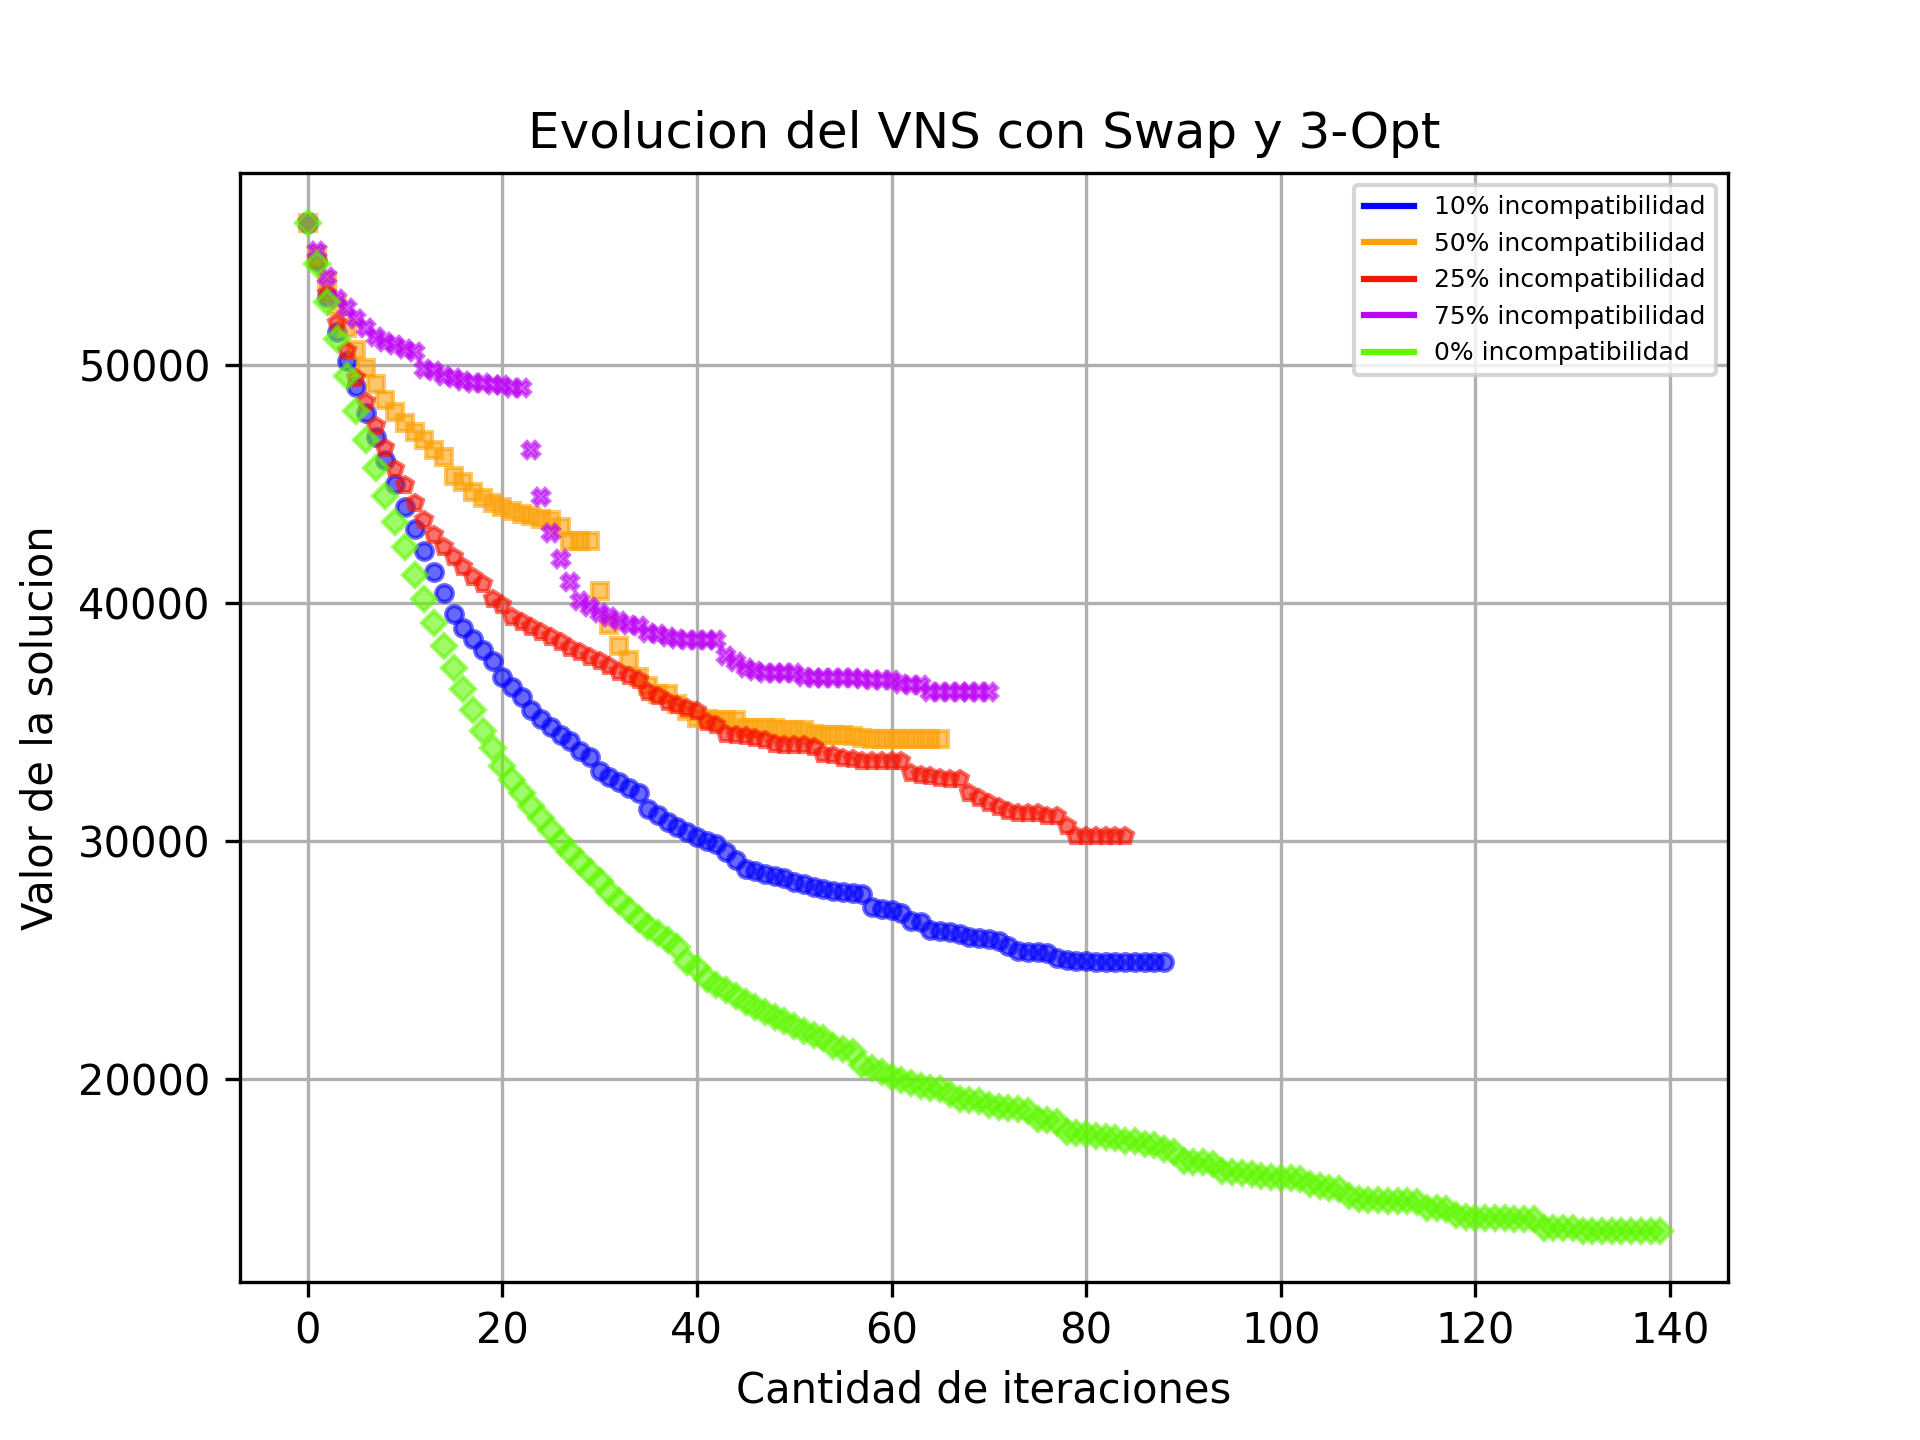 Evolucion del VNS con Swap y 3-Opt
10% incompatibilidad
50% incompatibilidad
25% incompatibilidad
75% incompatibilidad
0% incompatibilidad
Valor de la solucion
50000
40000
30000
20000
0 20 40 60 80 100 120 140
Cantidad de iteraciones